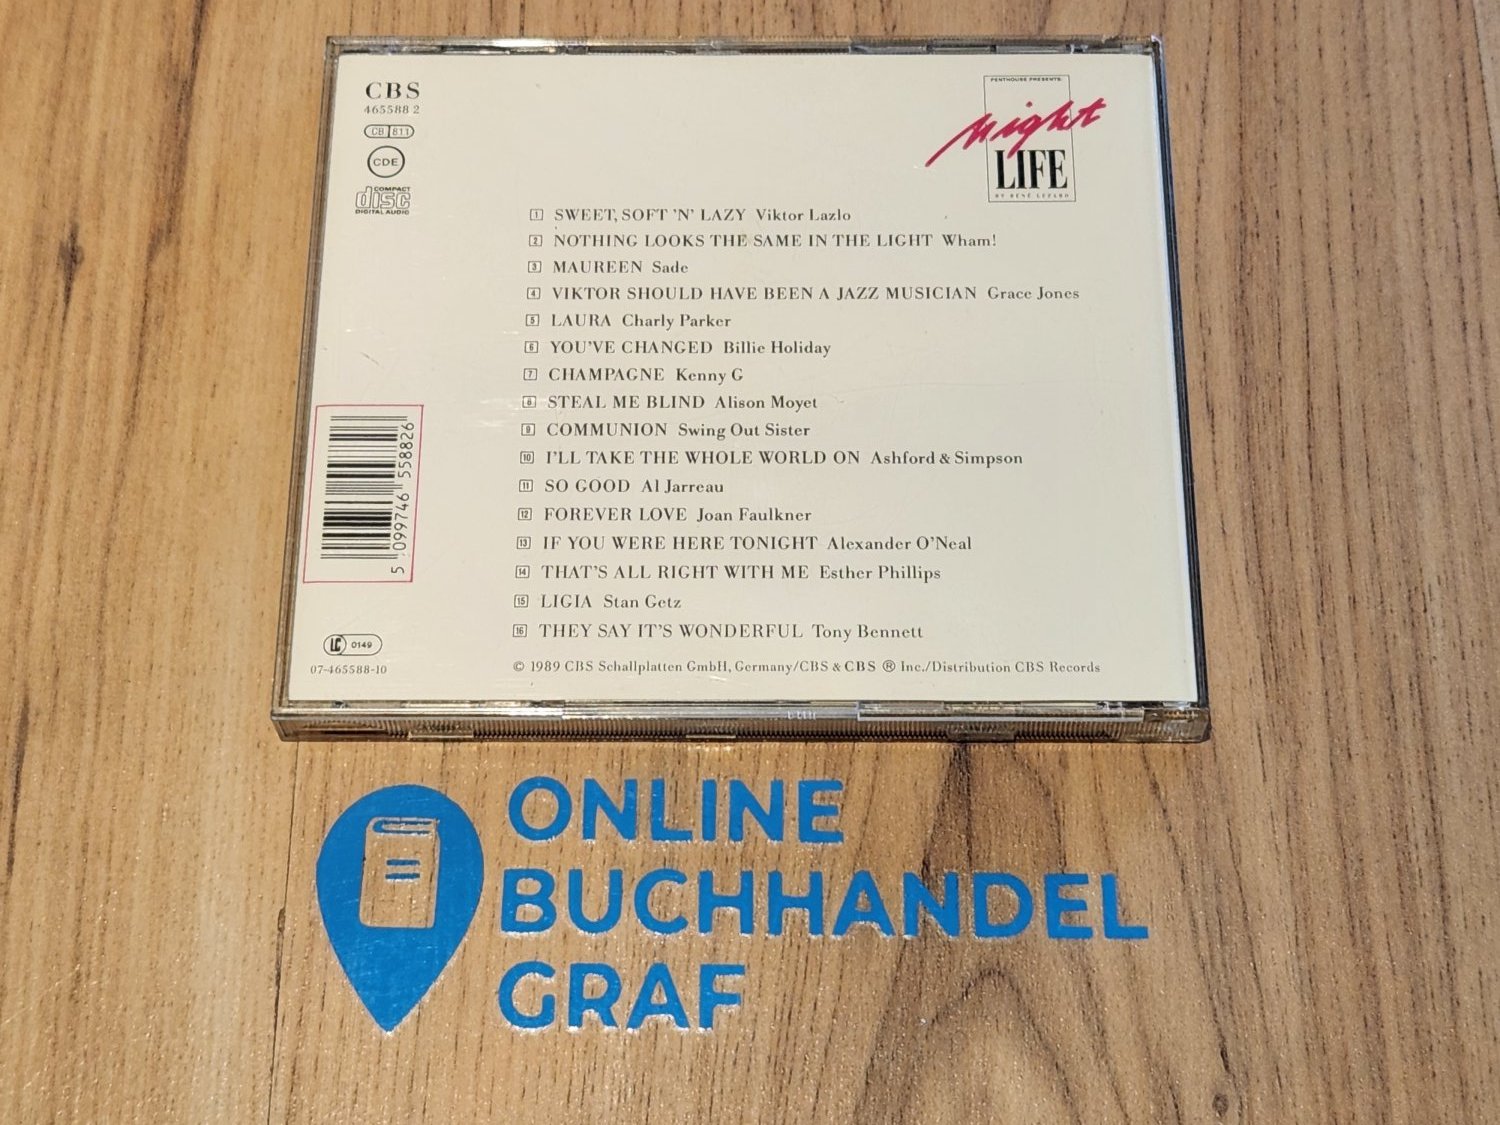 CBS
465588 2
CB 811
CDE
COMPACT
disc
DIGITAL AUDIO
PENTHOUSE PRESENTS:
Night
LIFE
BY RENÉ LEZARD
1 SWEET, SOFT 'N' LAZY Viktor Lazlo
2 NOTHING LOOKS THE SAME IN THE LIGHT Wham!
3 MAUREEN Sade
4 VIKTOR SHOULD HAVE BEEN A JAZZ MUSICIAN Grace Jones
5 LAURA Charly Parker
6 YOU'VE CHANGED Billie Holiday
7 CHAMPAGNE Kenny G
8 STEAL ME BLIND Alison Moyet
9 COMMUNION Swing Out Sister
10 I'LL TAKE THE WHOLE WORLD ON Ashford & Simpson
11 SO GOOD Al Jarreau
12 FOREVER LOVE Joan Faulkner
13 IF YOU WERE HERE TONIGHT Alexander O'Neal
14 THAT'S ALL RIGHT WITH ME Esther Phillips
15 LIGIA Stan Getz
16 THEY SAY IT'S WONDERFUL Tony Bennett
5 099746 558826
LC 0149
07-465588-10
© 1989 CBS Schallplatten GmbH, Germany/CBS & CBS ® Inc./Distribution CBS Records
ONLINE
BUCHHANDEL
GRAF